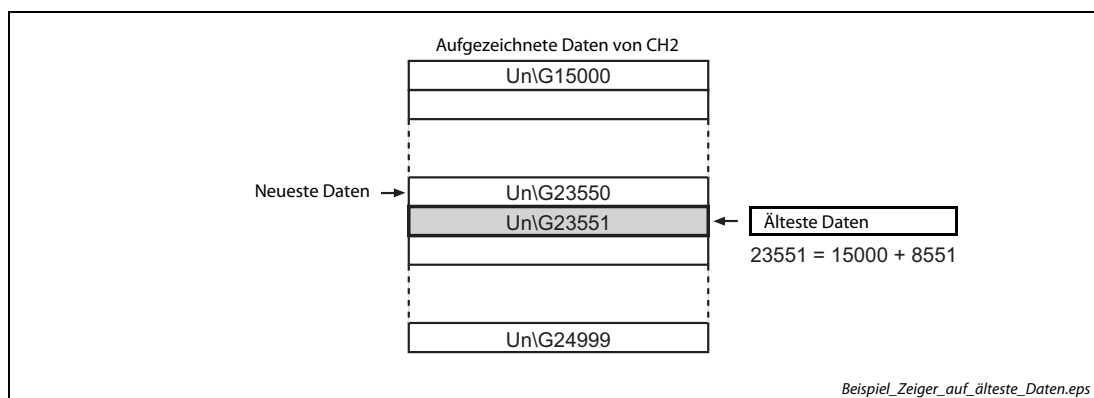 Aufgezeichnete Daten von CH2
Un\G15000
Neueste Daten
Un\G23550
Un\G23551
Älteste Daten
23551 = 15000 + 8551
Un\G24999
Beispiel_Zeiger_auf_älteste_Daten.eps